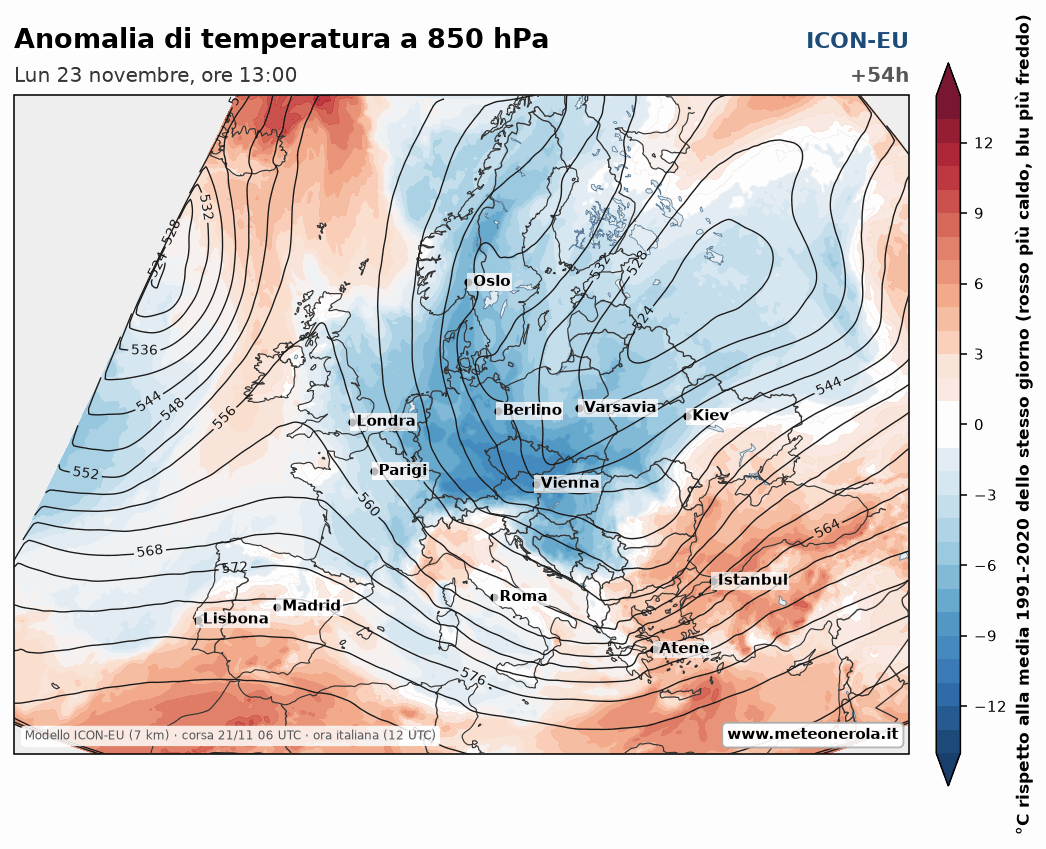 Anomalia di temperatura a 850 hPa
ICON-EU
Lun 23 novembre, ore 13:00
+54h
532
528
524
536
544
548
556
552
568
572
560
576
532
528
524
544
564
Oslo
Londra
Berlino
Varsavia
Kiev
Parigi
Vienna
Istanbul
Roma
Madrid
Lisbona
Atene
Modello ICON-EU (7 km) · corsa 21/11 06 UTC · ora italiana (12 UTC)
www.meteonerola.it
12
9
6
3
0
−3
−6
−9
−12
°C rispetto alla media 1991-2020 dello stesso giorno (rosso più caldo, blu più freddo)